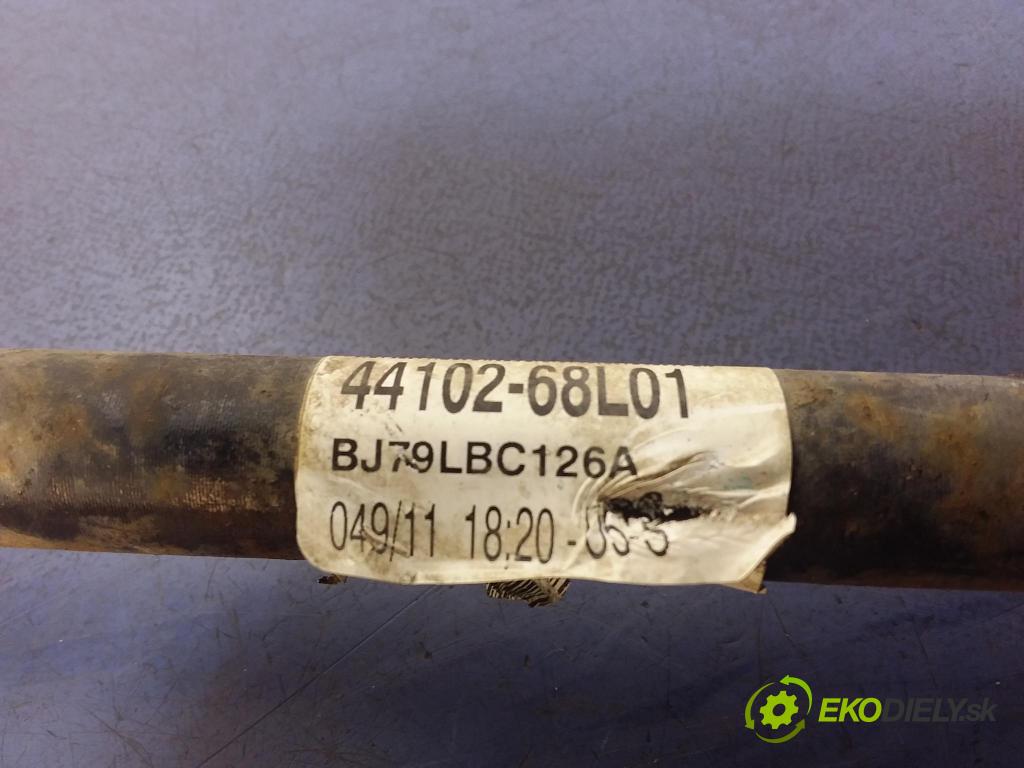 44102-68L01
BJ79LBC126A
049/11 18:20 -
EKODIELY.sk